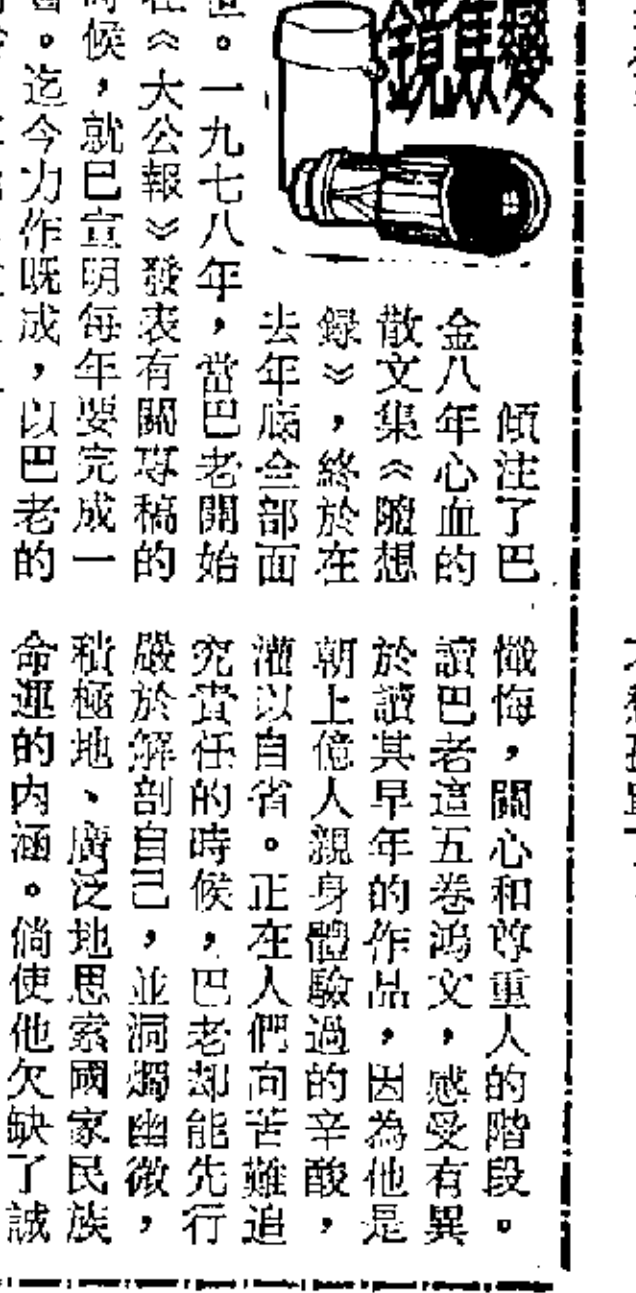 變焦鏡
傾注了巴
金八年心血的
散文集《隨想
録》,終於在
去年底全部面
世。一九七八年,當巴老開始
在《大公報》發表有關專稿的
時候,就巳宣明每年要完成一
。迄今力作既成,以巴老的
懺悔,關心和尊重人的階段。
讀巴老這五卷鴻文,感受有異
於讀其早年的作品,因為他是
朝上億人親身體驗過的辛酸,
灌以自省。正在人們向苦難追
究責任的時候,巴老却能先行
嚴於解剖自己,並洞燭幽微,
積極地、廣泛地思索國家民族
命運的内涵。倘使他欠缺了誠